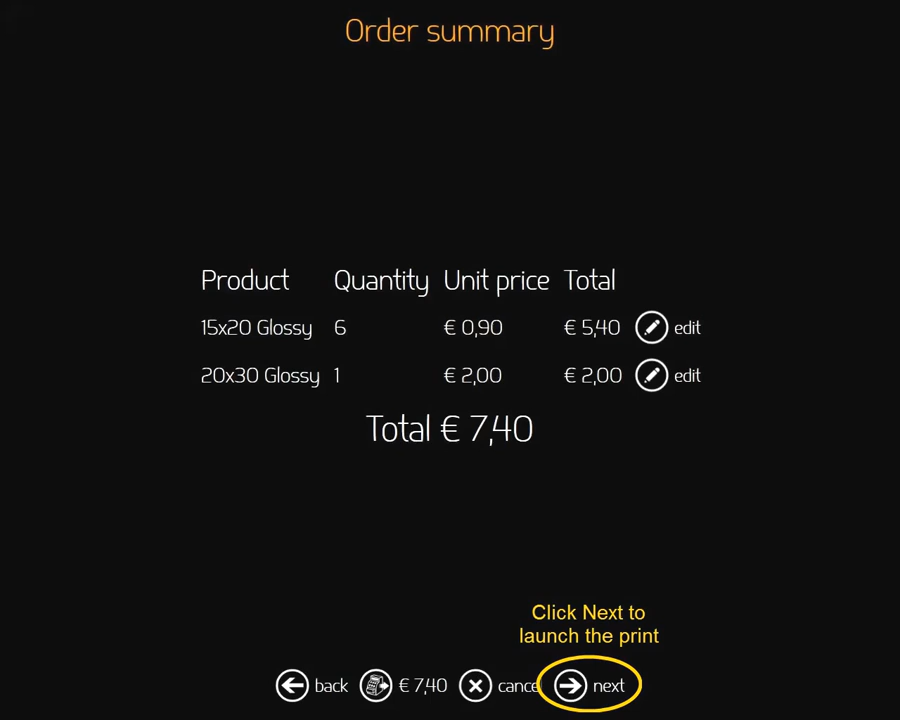 Order summary
Product Quantity Unit price Total
15x20 Glossy 6 € 0,90 € 5,40 edit
20x30 Glossy 1 € 2,00 € 2,00 edit
Total € 7,40
Click Next to
launch the print
back € 7,40 cancel next